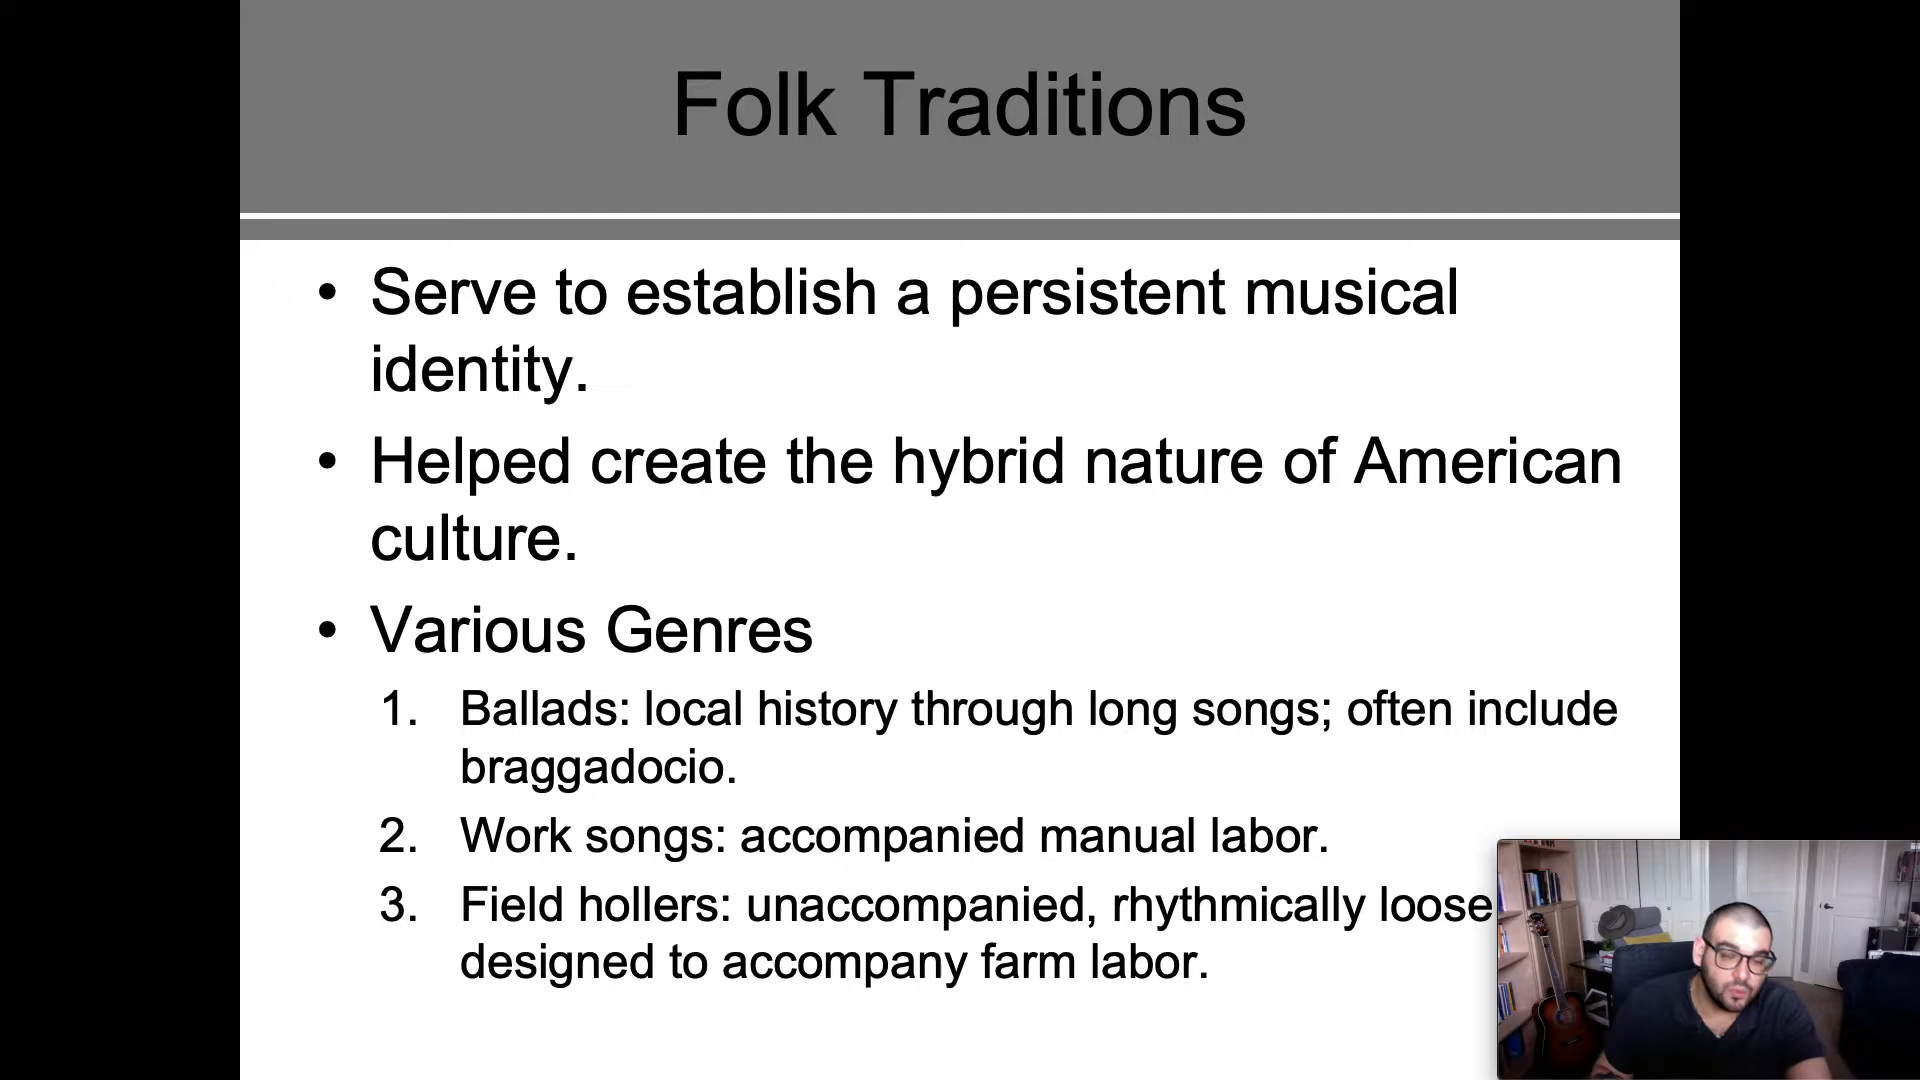 Folk Traditions
• Serve to establish a persistent musical
identity.
• Helped create the hybrid nature of American
culture.
• Various Genres
1. Ballads: local history through long songs; often include
braggadocio.
2. Work songs: accompanied manual labor.
3. Field hollers: unaccompanied, rhythmically loose
designed to accompany farm labor.